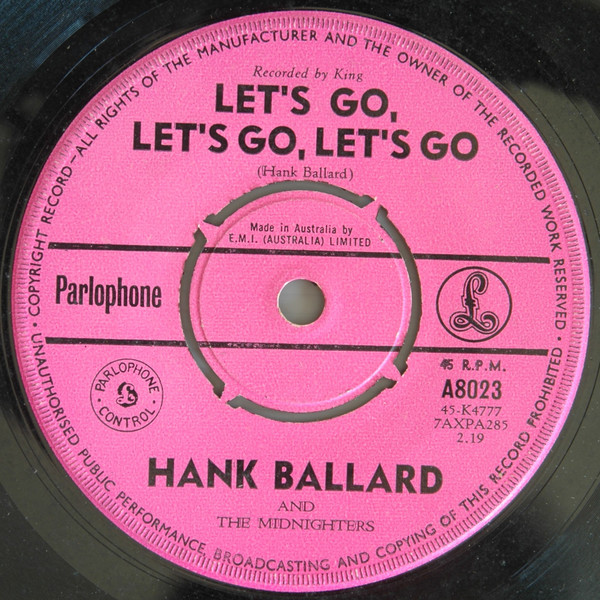 UNAUTHORISED PUBLIC PERFORMANCE, BROADCASTING AND COPYING OF THIS RECORD PROHIBITED • COPYRIGHT RECORD—ALL RIGHTS OF THE MANUFACTURER AND THE OWNER OF THE RECORDED WORK RESERVED •
Recorded by King
LET'S GO,
LET'S GO, LET'S GO
(Hank Ballard)
Made in Australia by
E.M.I. (AUSTRALIA) LIMITED
Parlophone
£
45 R.P.M.
A8023
45-K4777
7AXPA285
2.19
PARLOPHONE • CONTROL •
£
HANK BALLARD
AND
THE MIDNIGHTERS